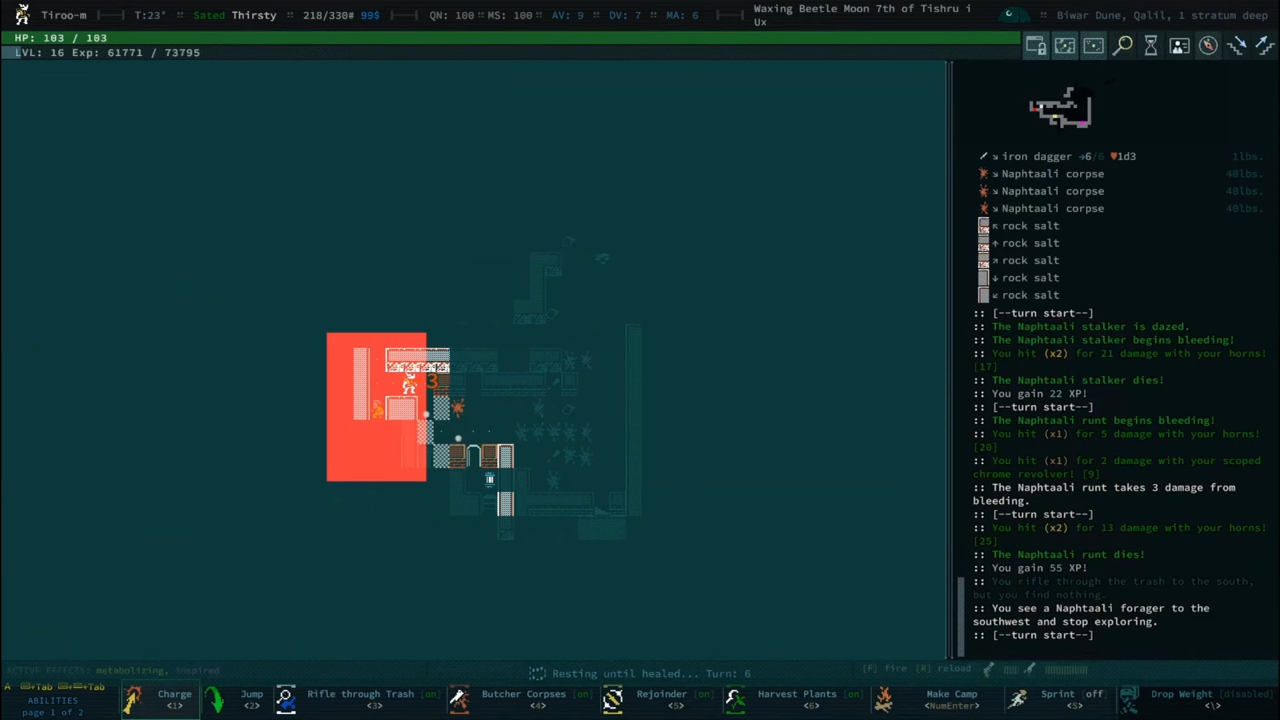 Tiroo-m T:23° Sated Thirsty 218/330# 99$ QN: 100 MS: 100 AV: 9 DV: 7 MA: 6 Waxing Beetle Moon 7th of Tishru i Ux Biwar Dune, Qalil, 1 stratum deep
HP: 103 / 103
LVL: 16 Exp: 61771 / 73795
iron dagger →6/6 ♥1d3 1lbs.
Naphtaali corpse 40lbs.
Naphtaali corpse 40lbs.
Naphtaali corpse 40lbs.
rock salt
rock salt
rock salt
rock salt
rock salt
:: [--turn start--]
:: The Naphtaali stalker is dazed.
:: The Naphtaali stalker begins bleeding!
:: You hit (x2) for 21 damage with your horns!
[17]
:: The Naphtaali stalker dies!
:: You gain 22 XP!
:: [--turn start--]
:: The Naphtaali runt begins bleeding!
:: You hit (x1) for 5 damage with your horns!
[20]
:: You hit (x1) for 2 damage with your scoped
chrome revolver! [9]
:: The Naphtaali runt takes 3 damage from
bleeding.
:: [--turn start--]
:: You hit (x2) for 13 damage with your horns!
[25]
:: The Naphtaali runt dies!
:: You gain 55 XP!
:: You rifle through the trash to the south,
but you find nothing.
:: You see a Naphtaali forager to the
southwest and stop exploring.
:: [--turn start--]
3
ACTIVE EFFECTS: metabolizing, inspired
Resting until healed... Turn: 6
[F] fire [R] reload
A +Tab +Tab
ABILITIES
page 1 of 2
Charge
<1>
Jump
<2>
Rifle through Trash [on]
<3>
Butcher Corpses [on]
<4>
Rejoinder [on]
<5>
Harvest Plants [on]
<6>
Make Camp
<NumEnter>
Sprint [off]
<S>
Drop Weight [disabled]
<\>